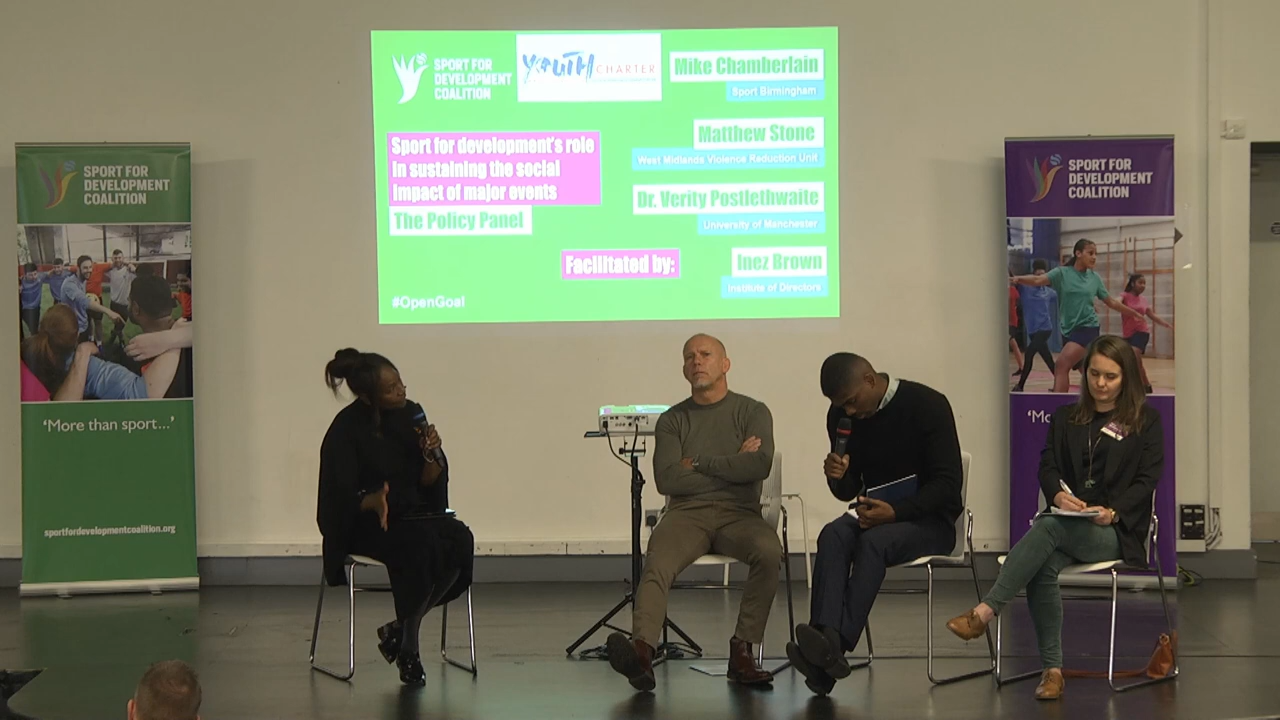 SPORT FOR
DEVELOPMENT
COALITION
YOUTH CHARTER
Mike Chamberlain
Sport Birmingham
Matthew Stone
West Midlands Violence Reduction Unit
Sport for development's role
in sustaining the social
impact of major events
The Policy Panel
Dr. Verity Postlethwaite
University of Manchester
Facilitated by:
Inez Brown
Institute of Directors
#OpenGoal
SPORT FOR
DEVELOPMENT
COALITION
'More than sport...'
sportfordevelopmentcoalition.org
SPORT FOR
DEVELOPMENT
COALITION